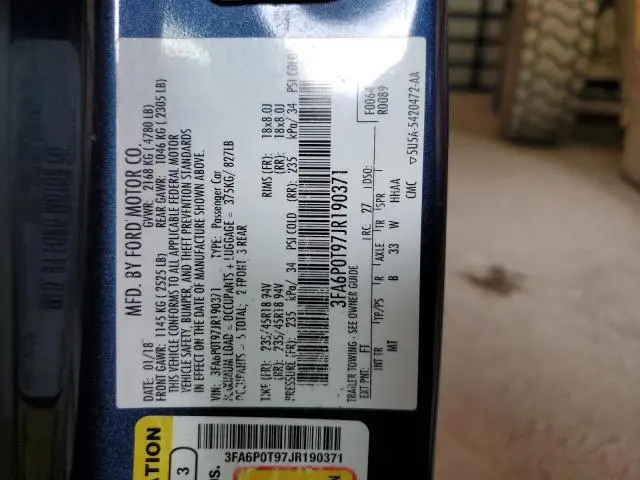 MFD. BY FORD MOTOR CO.
DATE: 01/18 GVWR: 2168 KG ( 4780 LB)
FRONT GAWR: 1145 KG ( 2525 LB) REAR GAWR: 1046 KG ( 2305 LB)
THIS VEHICLE CONFORMS TO ALL APPLICABLE FEDERAL MOTOR
VEHICLE SAFETY, BUMPER, AND THEFT PREVENTION STANDARDS
IN EFFECT ON THE DATE OF MANUFACTURE SHOWN ABOVE.
VIN: 3FA6P0T97JR190371 TYPE: Passenger Car
MAXIMUM LOAD = OCCUPANTS + LUGGAGE = 375KG/ 827LB
OCCUPANTS = 5 TOTAL; 2 FRONT 3 REAR
TIRE (FR): 235/45R18 94V RIMS (FR): 18x8.0J
(RR): 235/45R18 94V (RR): 18x8.0J
PRESSURE (FR): 235 kPa/ 34 PSI COLD (RR): 235 kPa/ 34 PSI COLD
3FA6P0T97JR190371
F0064
R0089
TRAILER TOWING - SEE OWNER GUIDE
EXT PNT: FT RC: 27 DSO:
INT TR TP/PS R AXLE TR SPR
MT B 33 W HHAA
CMC
5U5A-5420472-AA
3FA6P0T97JR190371
3